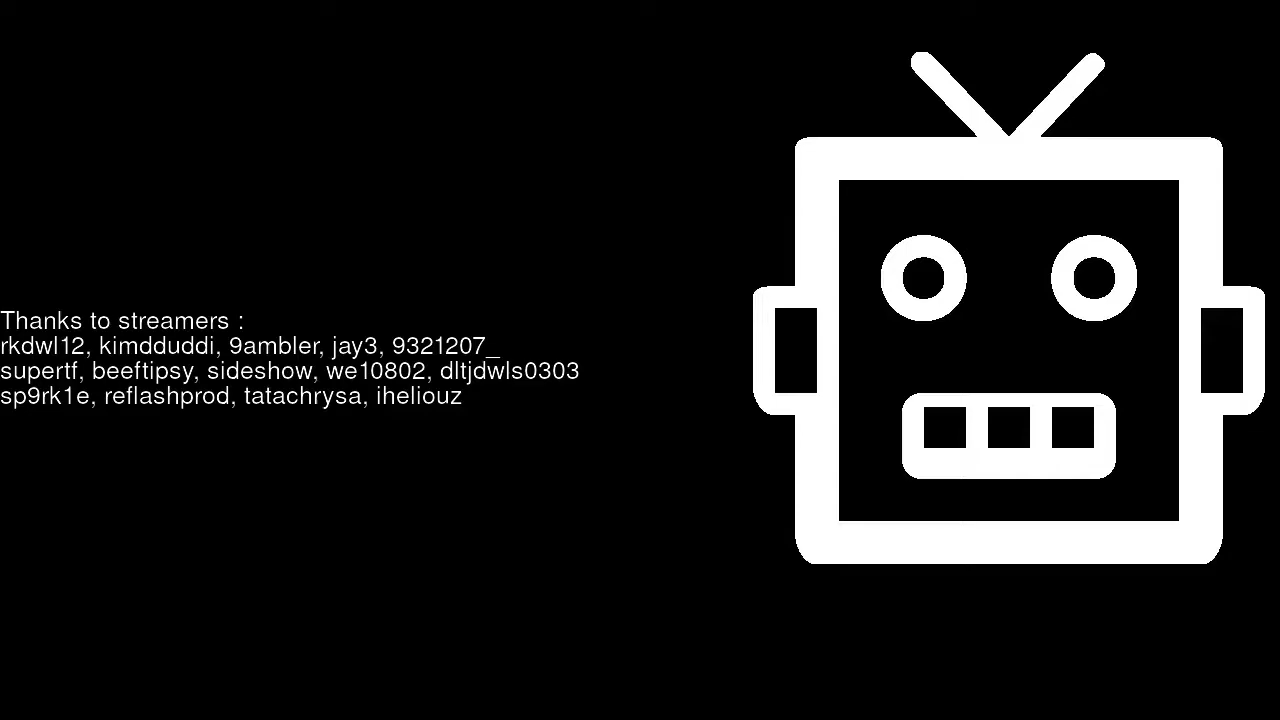 Thanks to streamers :
rkdwl12, kimdduddi, 9ambler, jay3, 9321207_
supertf, beeftipsy, sideshow, we10802, dltjdwls0303
sp9rk1e, reflashprod, tatachrysa, iheliouz